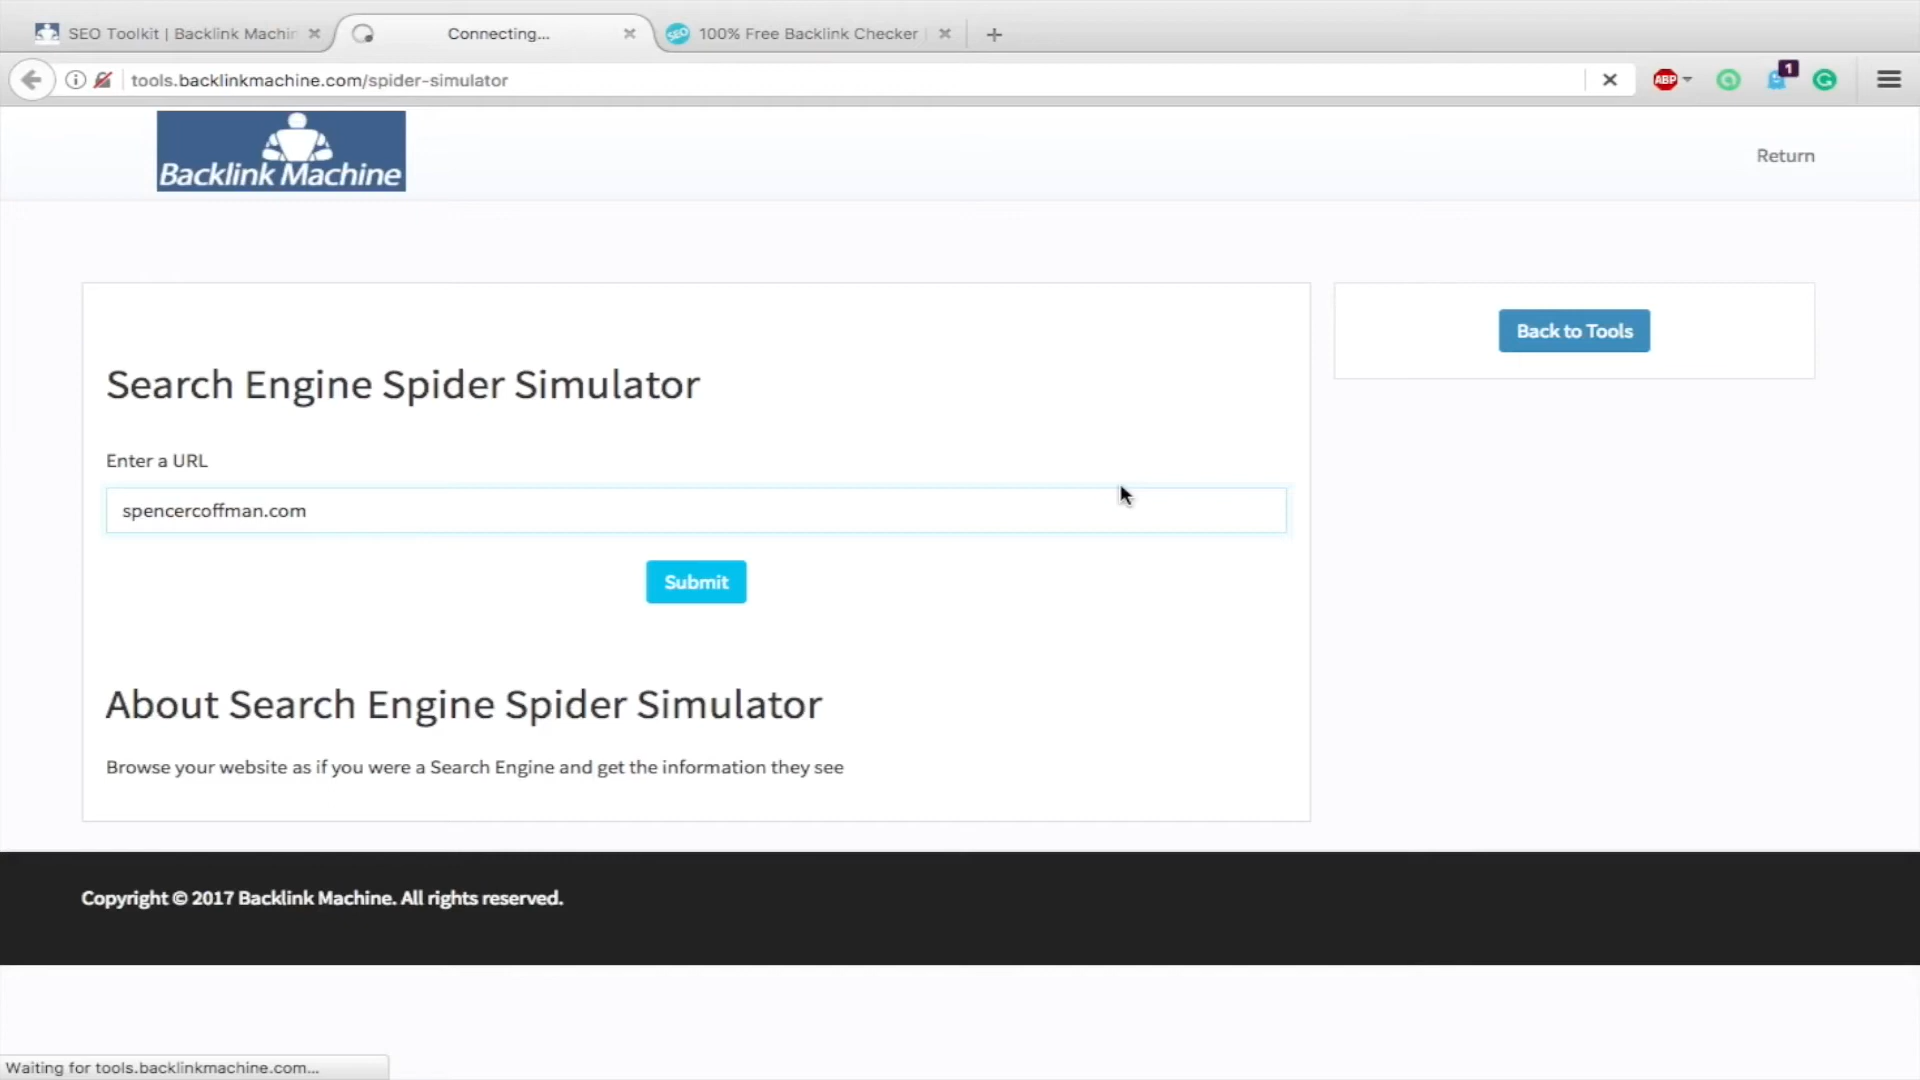 SEO Toolkit | Backlink Machin
Connecting...
100% Free Backlink Checker
tools.backlinkmachine.com/spider-simulator
ABP
1
Backlink Machine
Return
Back to Tools
Search Engine Spider Simulator
Enter a URL
spencercoffman.com
Submit
About Search Engine Spider Simulator
Browse your website as if you were a Search Engine and get the information they see
Copyright © 2017 Backlink Machine. All rights reserved.
Waiting for tools.backlinkmachine.com...